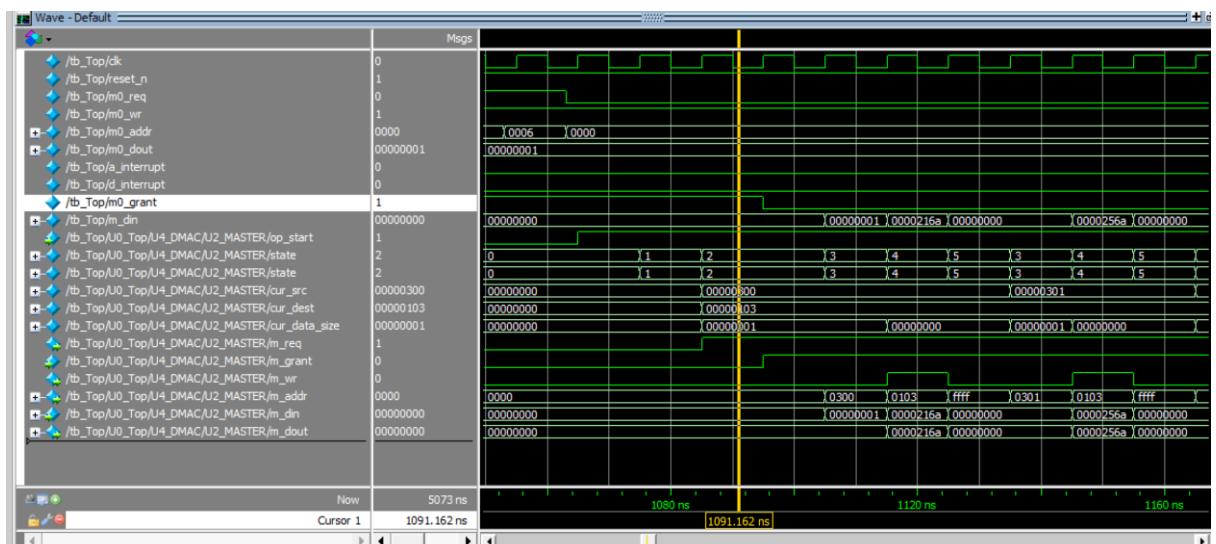 Wave - Default
Msgs
/tb_Top/clk 0
/tb_Top/reset_n 1
/tb_Top/m0_req 0
/tb_Top/m0_wr 1
/tb_Top/m0_addr 0000 0006 0000
/tb_Top/m0_dout 00000001 00000001
/tb_Top/a_interrupt 0
/tb_Top/d_interrupt 0
/tb_Top/m0_grant 1
/tb_Top/m_din 00000000 00000000 00000001 0000216a 00000000 0000256a 00000000
/tb_Top/U0_Top/U4_DMAC/U2_MASTER/op_start 1
/tb_Top/U0_Top/U4_DMAC/U2_MASTER/state 2 0 1 2 3 4 5 3 4 5
/tb_Top/U0_Top/U4_DMAC/U2_MASTER/state 2 0 1 2 3 4 5 3 4 5
/tb_Top/U0_Top/U4_DMAC/U2_MASTER/cur_src 00000300 00000000 00000300 00000301
/tb_Top/U0_Top/U4_DMAC/U2_MASTER/cur_dest 00000103 00000000 00000103
/tb_Top/U0_Top/U4_DMAC/U2_MASTER/cur_data_size 00000001 00000000 00000001 00000000 00000001 00000000
/tb_Top/U0_Top/U4_DMAC/U2_MASTER/m_req 1
/tb_Top/U0_Top/U4_DMAC/U2_MASTER/m_grant 0
/tb_Top/U0_Top/U4_DMAC/U2_MASTER/m_wr 0
/tb_Top/U0_Top/U4_DMAC/U2_MASTER/m_addr 0000 0000 0300 0103 ffff 0301 0103 ffff
/tb_Top/U0_Top/U4_DMAC/U2_MASTER/m_din 00000000 00000000 00000001 0000216a 00000000 0000256a 00000000
/tb_Top/U0_Top/U4_DMAC/U2_MASTER/m_dout 00000000 00000000 0000216a 00000000 0000256a 00000000
Now 5073 ns 1080 ns 1120 ns 1160 ns
Cursor 1 1091.162 ns 1091.162 ns